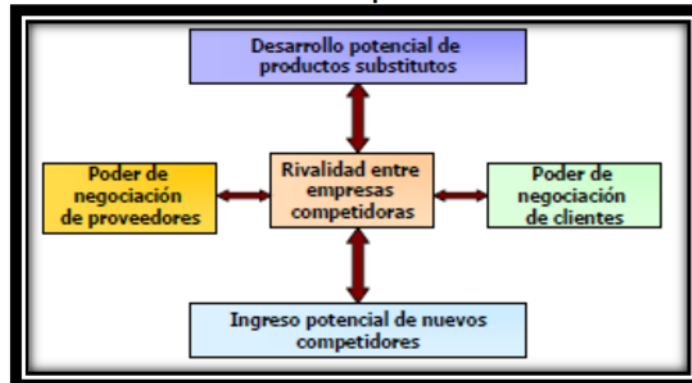 Desarrollo potencial de
productos substitutos
Poder de
negociación
de proveedores
Rivalidad entre
empresas
competidoras
Poder de
negociación
de clientes
Ingreso potencial de nuevos
competidores